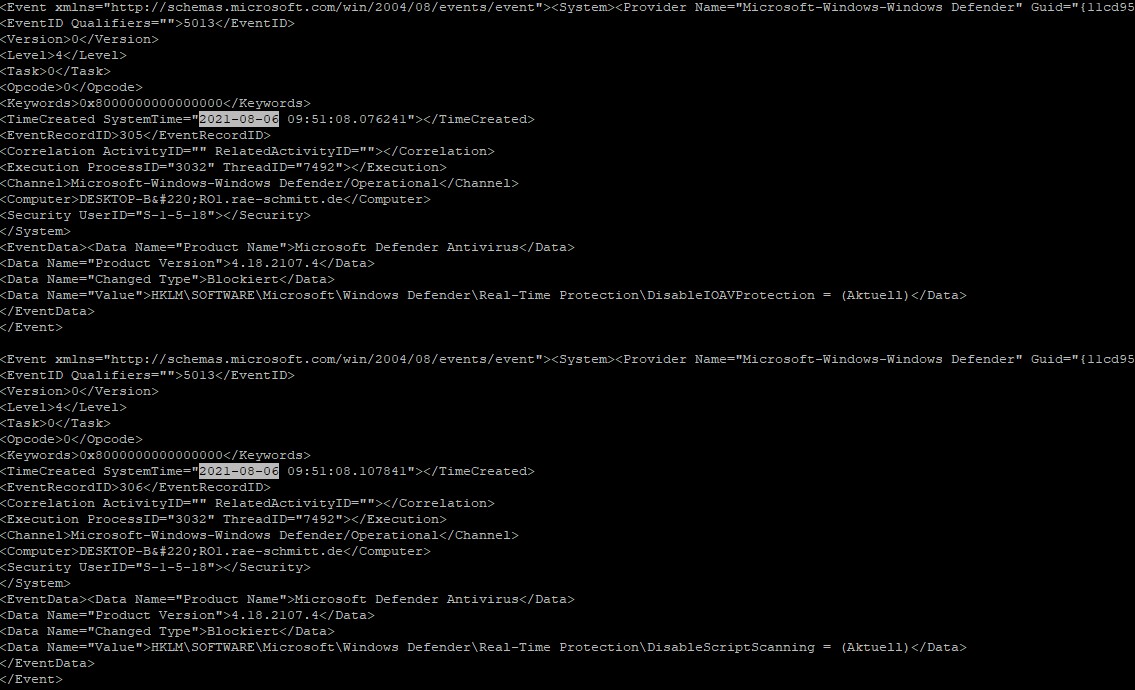 <Event xmlns="http://schemas.microsoft.com/win/2004/08/events/event"><System><Provider Name="Microsoft-Windows-Windows Defender" Guid="{11cd95
<EventID Qualifiers="">5013</EventID>
<Version>0</Version>
<Level>4</Level>
<Task>0</Task>
<Opcode>0</Opcode>
<Keywords>0x8000000000000000</Keywords>
<TimeCreated SystemTime="2021-08-06 09:51:08.076241"></TimeCreated>
<EventRecordID>305</EventRecordID>
<Correlation ActivityID="" RelatedActivityID=""></Correlation>
<Execution ProcessID="3032" ThreadID="7492"></Execution>
<Channel>Microsoft-Windows-Windows Defender/Operational</Channel>
<Computer>DESKTOP-B&#220;RO1.rae-schmitt.de</Computer>
<Security UserID="S-1-5-18"></Security>
</System>
<EventData><Data Name="Product Name">Microsoft Defender Antivirus</Data>
<Data Name="Product Version">4.18.2107.4</Data>
<Data Name="Changed Type">Blockiert</Data>
<Data Name="Value">HKLM\SOFTWARE\Microsoft\Windows Defender\Real-Time Protection\DisableIOAVProtection = (Aktuell)</Data>
</EventData>
</Event>
<Event xmlns="http://schemas.microsoft.com/win/2004/08/events/event"><System><Provider Name="Microsoft-Windows-Windows Defender" Guid="{11cd95
<EventID Qualifiers="">5013</EventID>
<Version>0</Version>
<Level>4</Level>
<Task>0</Task>
<Opcode>0</Opcode>
<Keywords>0x8000000000000000</Keywords>
<TimeCreated SystemTime="2021-08-06 09:51:08.107841"></TimeCreated>
<EventRecordID>306</EventRecordID>
<Correlation ActivityID="" RelatedActivityID=""></Correlation>
<Execution ProcessID="3032" ThreadID="7492"></Execution>
<Channel>Microsoft-Windows-Windows Defender/Operational</Channel>
<Computer>DESKTOP-B&#220;RO1.rae-schmitt.de</Computer>
<Security UserID="S-1-5-18"></Security>
</System>
<EventData><Data Name="Product Name">Microsoft Defender Antivirus</Data>
<Data Name="Product Version">4.18.2107.4</Data>
<Data Name="Changed Type">Blockiert</Data>
<Data Name="Value">HKLM\SOFTWARE\Microsoft\Windows Defender\Real-Time Protection\DisableScriptScanning = (Aktuell)</Data>
</EventData>
</Event>